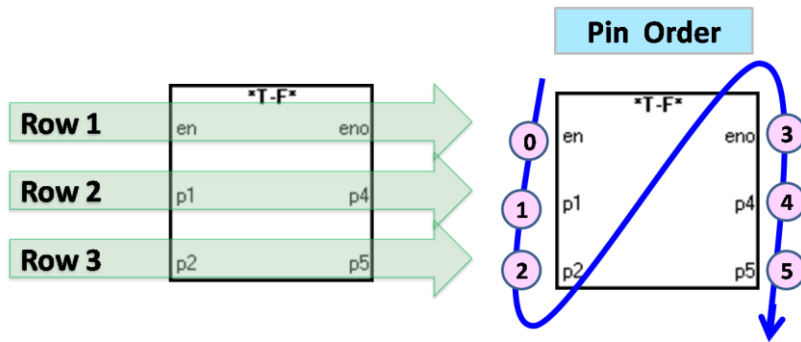 Pin Order
*T-F*
Row 1 en eno
Row 2 p1 p4
Row 3 p2 p5
*T-F*
0 en eno 3
1 p1 p4 4
2 p2 p5 5